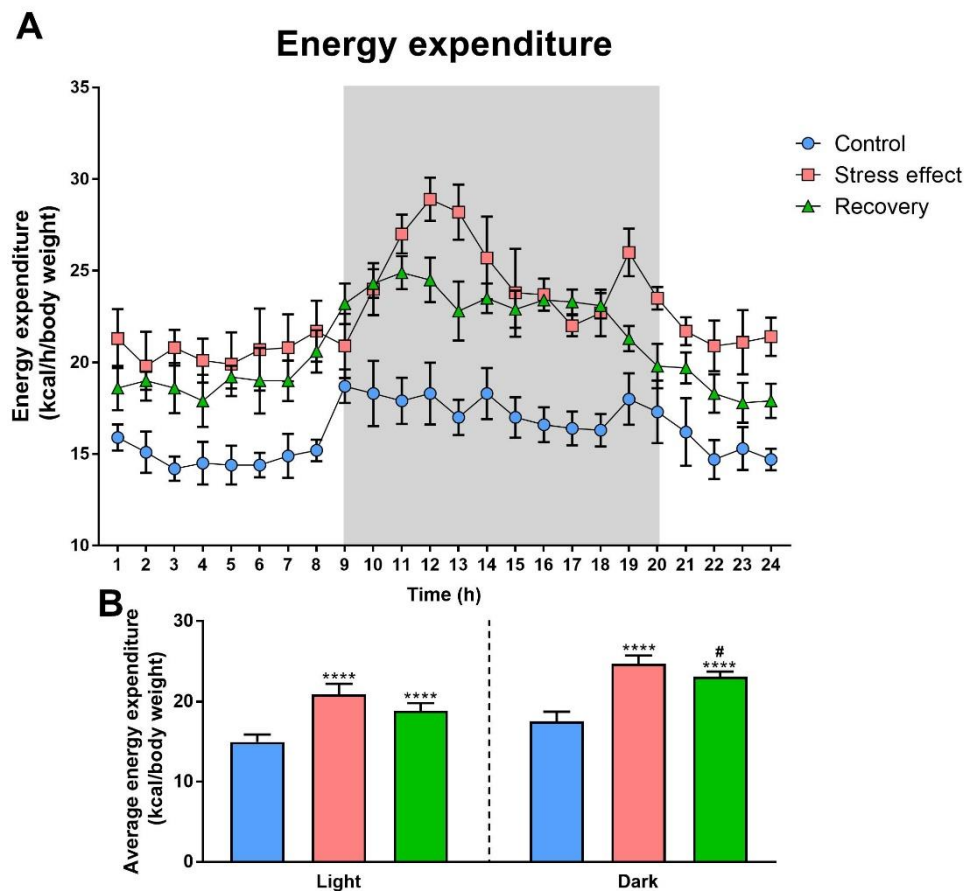 A
Energy expenditure
Energy expenditure
(kcal/h/body weight)
35
30
25
20
15
10
Control
Stress effect
Recovery
1 2 3 4 5 6 7 8 9 10 11 12 13 14 15 16 17 18 19 20 21 22 23 24
Time (h)
B
Average energy expenditure
(kcal/body weight)
30
20
10
0
**** **** **** #
****
Light Dark